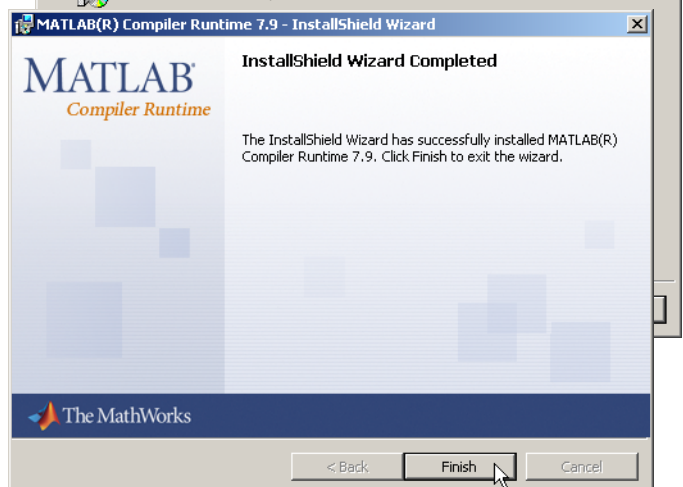 MATLAB(R) Compiler Runtime 7.9 - InstallShield Wizard
MATLAB®
Compiler Runtime
InstallShield Wizard Completed
The InstallShield Wizard has successfully installed MATLAB(R)
Compiler Runtime 7.9. Click Finish to exit the wizard.
The MathWorks
< Back
Finish
Cancel